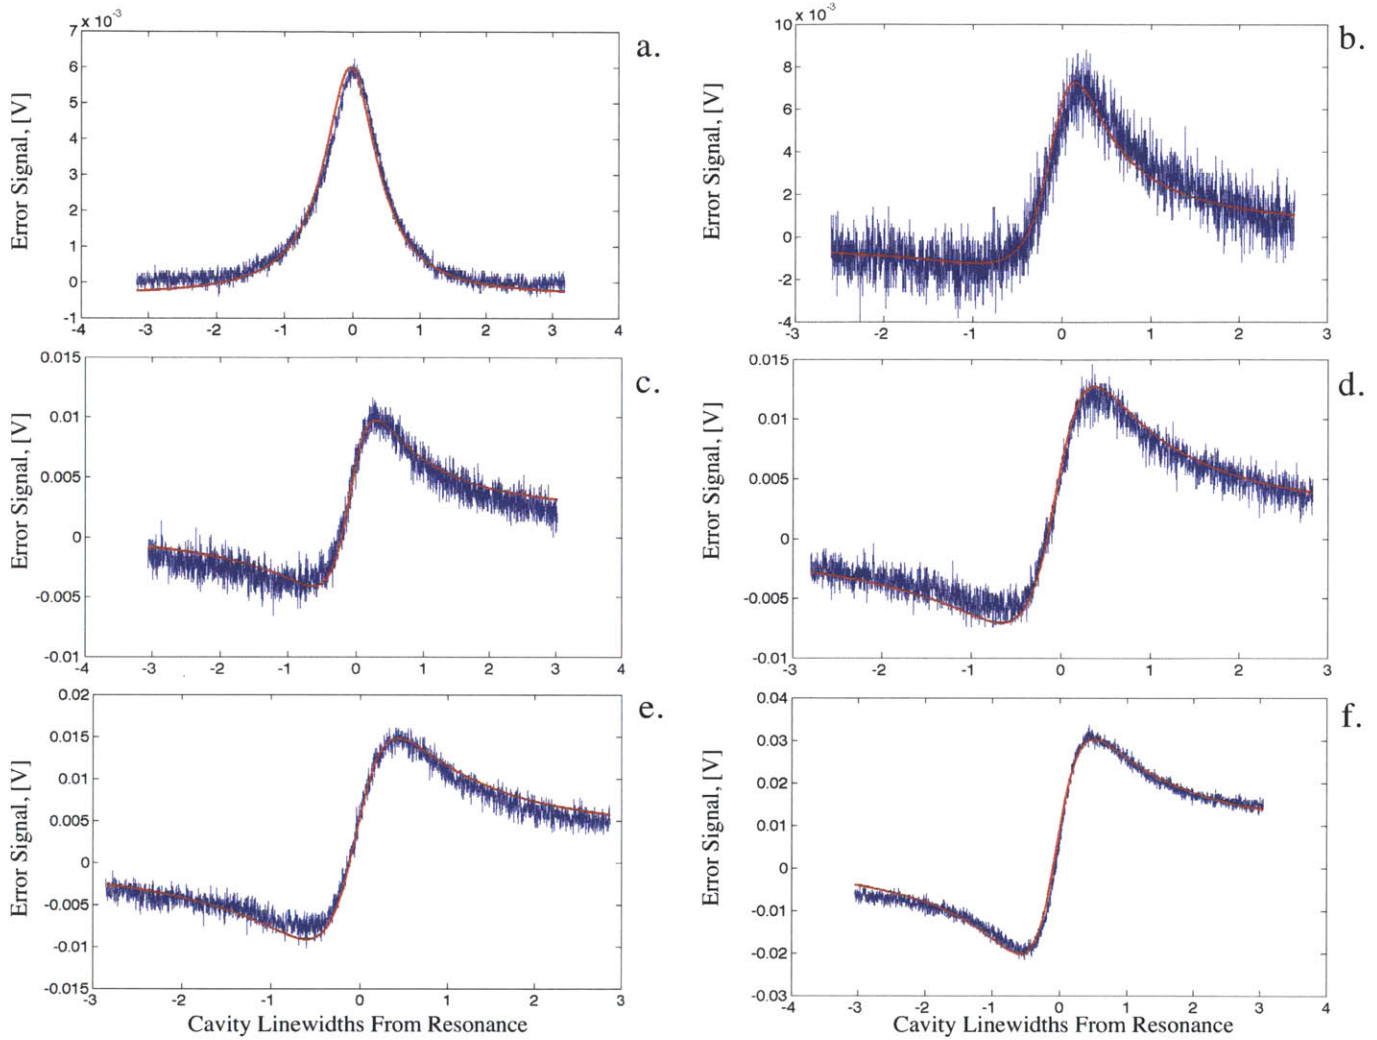 7 x 10⁻³
a.
6
5
4
3
2
1
0
-1
-4 -3 -2 -1 0 1 2 3 4
Error Signal, [V]
10 x 10⁻³
b.
8
6
4
2
0
-2
-4
-3 -2 -1 0 1 2 3
Error Signal, [V]
0.015
c.
0.01
0.005
0
-0.005
-0.01
-4 -3 -2 -1 0 1 2 3 4
Error Signal, [V]
0.015
d.
0.01
0.005
0
-0.005
-0.01
-3 -2 -1 0 1 2 3
Error Signal, [V]
0.02
e.
0.015
0.01
0.005
0
-0.005
-0.01
-0.015
-3 -2 -1 0 1 2 3
Error Signal, [V]
Cavity Linewidths From Resonance
0.04
f.
0.03
0.02
0.01
0
-0.01
-0.02
-0.03
-4 -3 -2 -1 0 1 2 3 4
Error Signal, [V]
Cavity Linewidths From Resonance